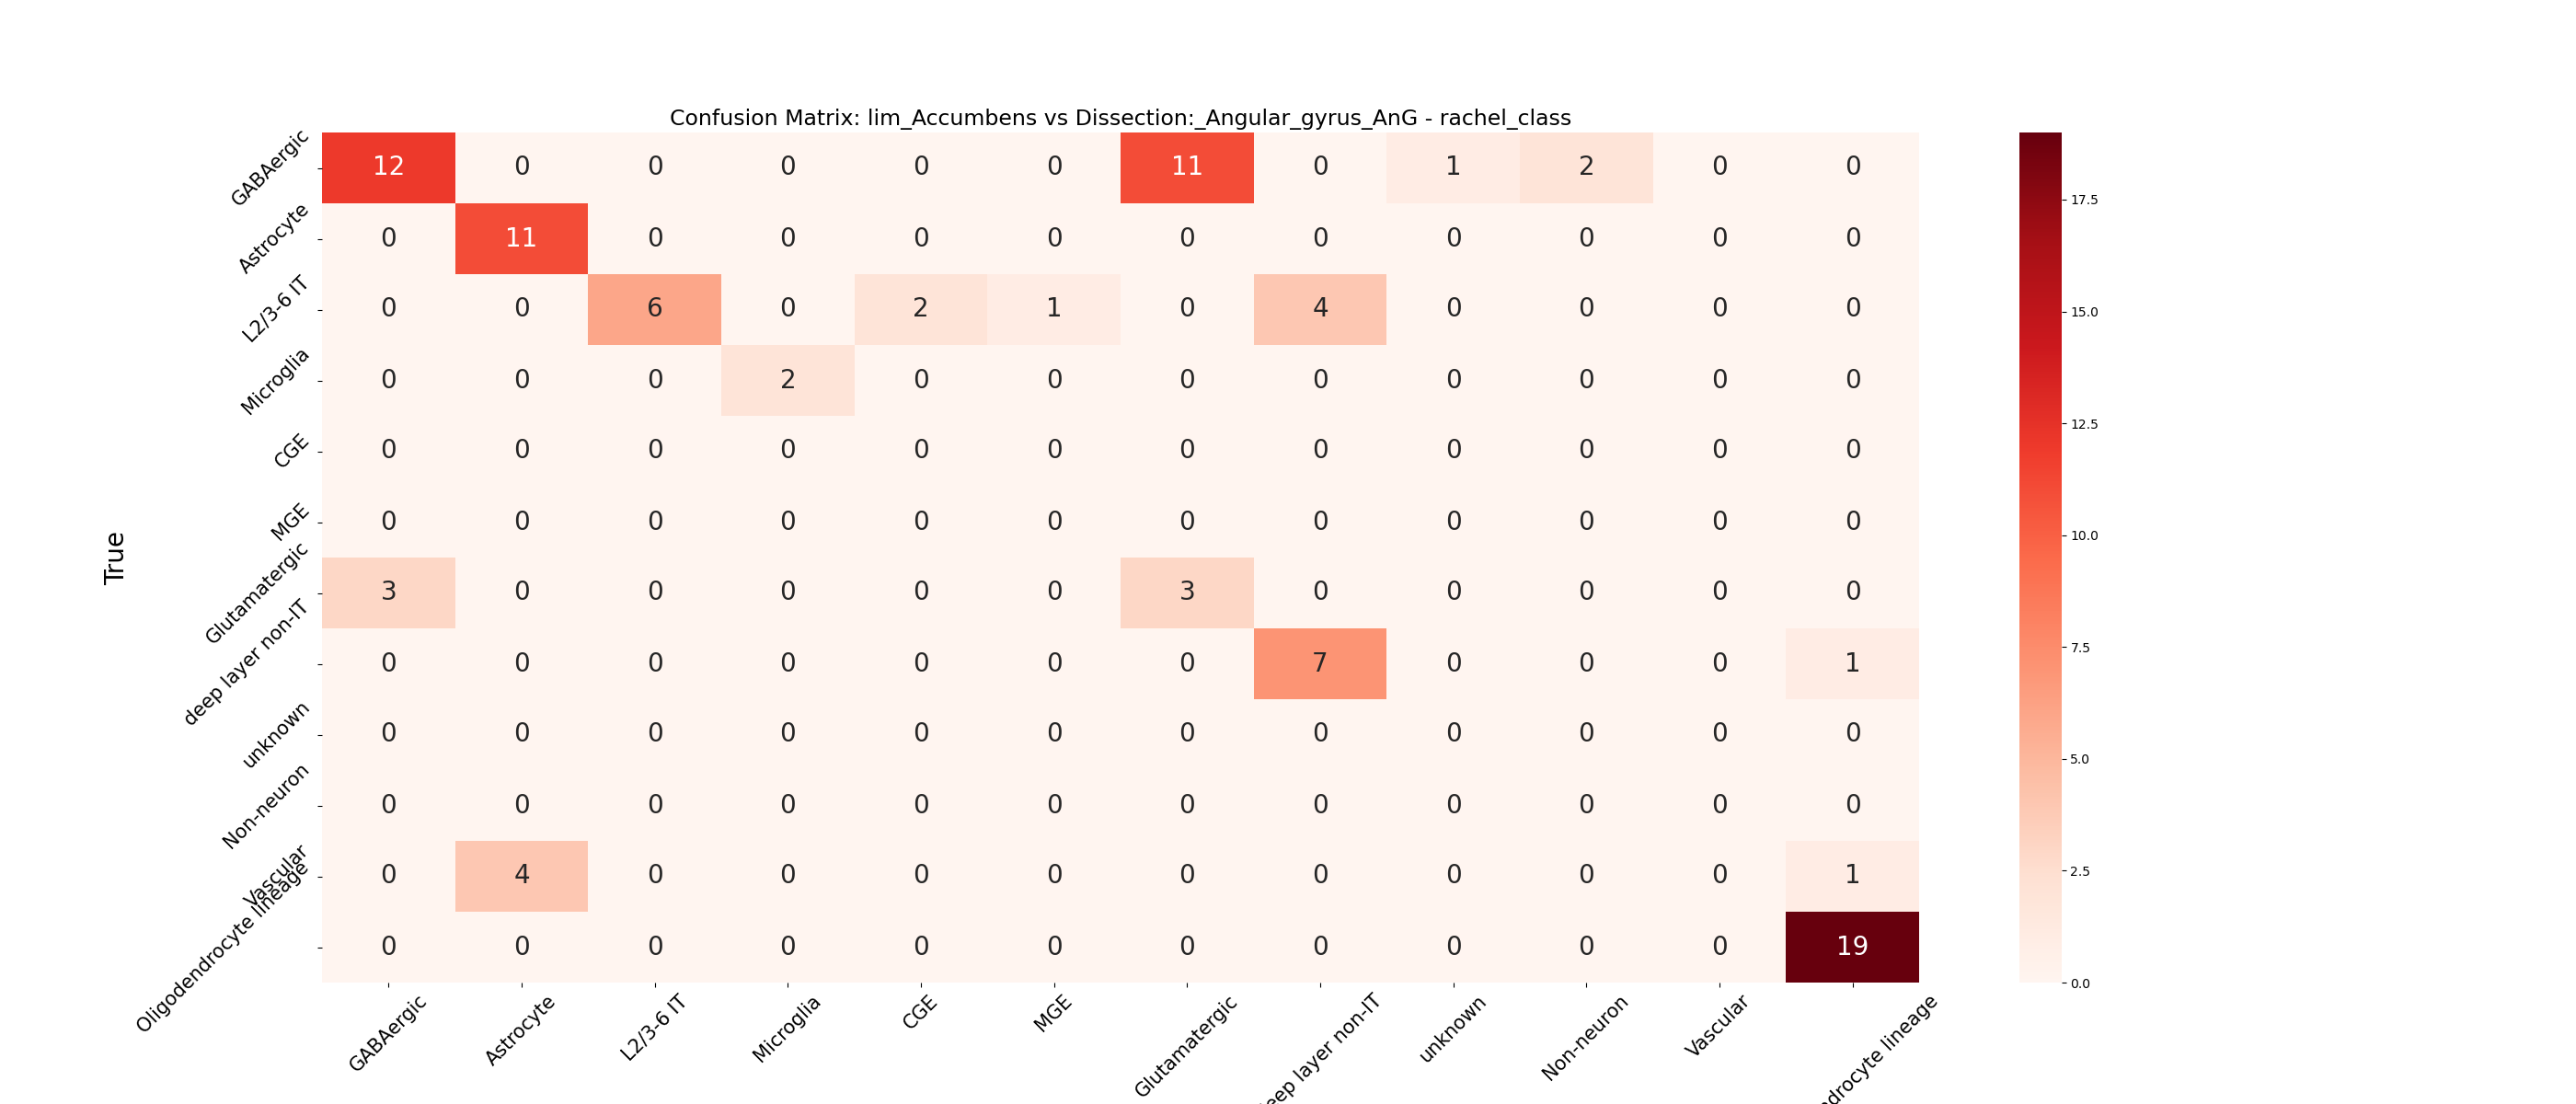 Confusion Matrix: lim_Accumbens vs Dissection:_Angular_gyrus_AnG - rachel_class
True
GABAergic 12 0 0 0 0 0 11 0 1 2 0 0
Astrocyte 0 11 0 0 0 0 0 0 0 0 0 0
L2/3-6 IT 0 0 6 0 2 1 0 4 0 0 0 0
Microglia 0 0 0 2 0 0 0 0 0 0 0 0
CGE 0 0 0 0 0 0 0 0 0 0 0 0
MGE 0 0 0 0 0 0 0 0 0 0 0 0
Glutamatergic 3 0 0 0 0 0 3 0 0 0 0 0
deep layer non-IT 0 0 0 0 0 0 0 7 0 0 0 1
unknown 0 0 0 0 0 0 0 0 0 0 0 0
Non-neuron 0 0 0 0 0 0 0 0 0 0 0 0
Vascular 0 4 0 0 0 0 0 0 0 0 0 1
Oligodendrocyte lineage 0 0 0 0 0 0 0 0 0 0 0 19
GABAergic Astrocyte L2/3-6 IT Microglia CGE MGE Glutamatergic eep layer non-IT unknown Non-neuron Vascular ndrocyte lineage
17.5
15.0
12.5
10.0
7.5
5.0
2.5
0.0